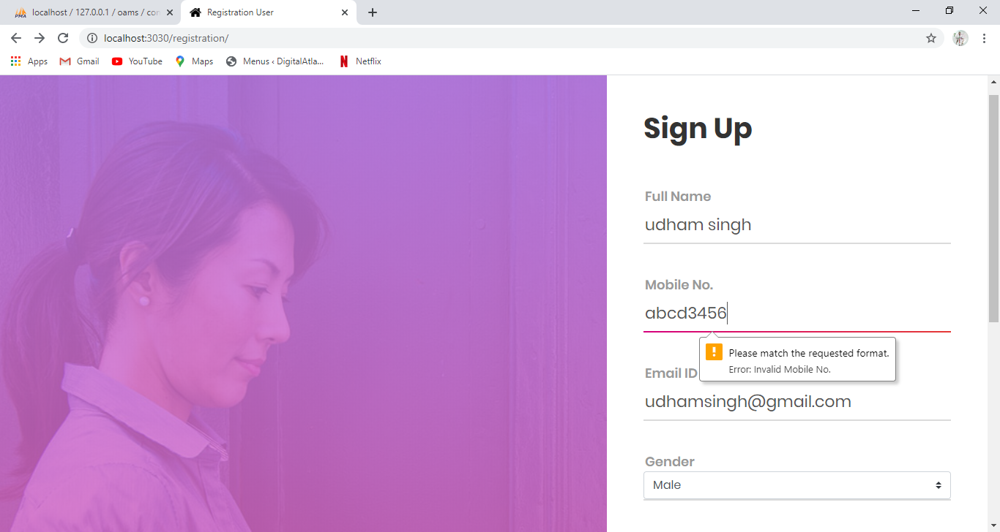 PMA localhost / 127.0.0.1 / oams / con
Registration User
localhost:3030/registration/
Apps Gmail YouTube Maps Menus ‹ DigitalAtla... Netflix
Sign Up
Full Name
udham singh
Mobile No.
abcd3456
Please match the requested format.
Error: Invalid Mobile No.
Email ID
udhamsingh@gmail.com
Gender
Male